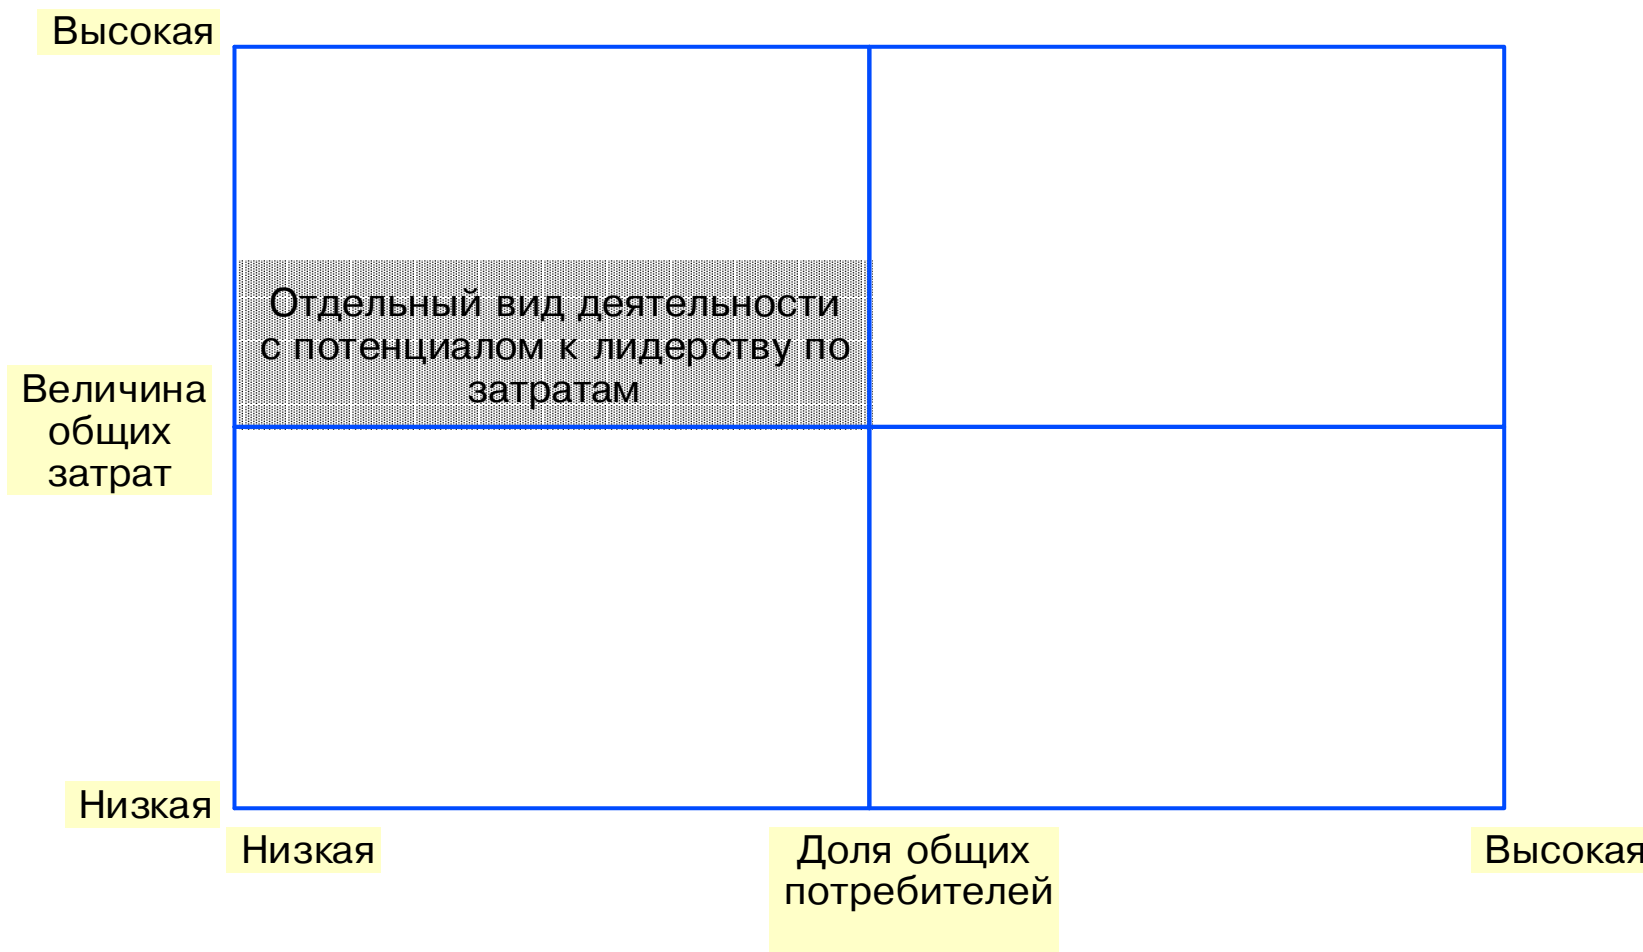 Высокая
Отдельный вид деятельности
с потенциалом к лидерству по
затратам
Величина
общих
затрат
Низкая
Низкая
Доля общих
потребителей
Высокая